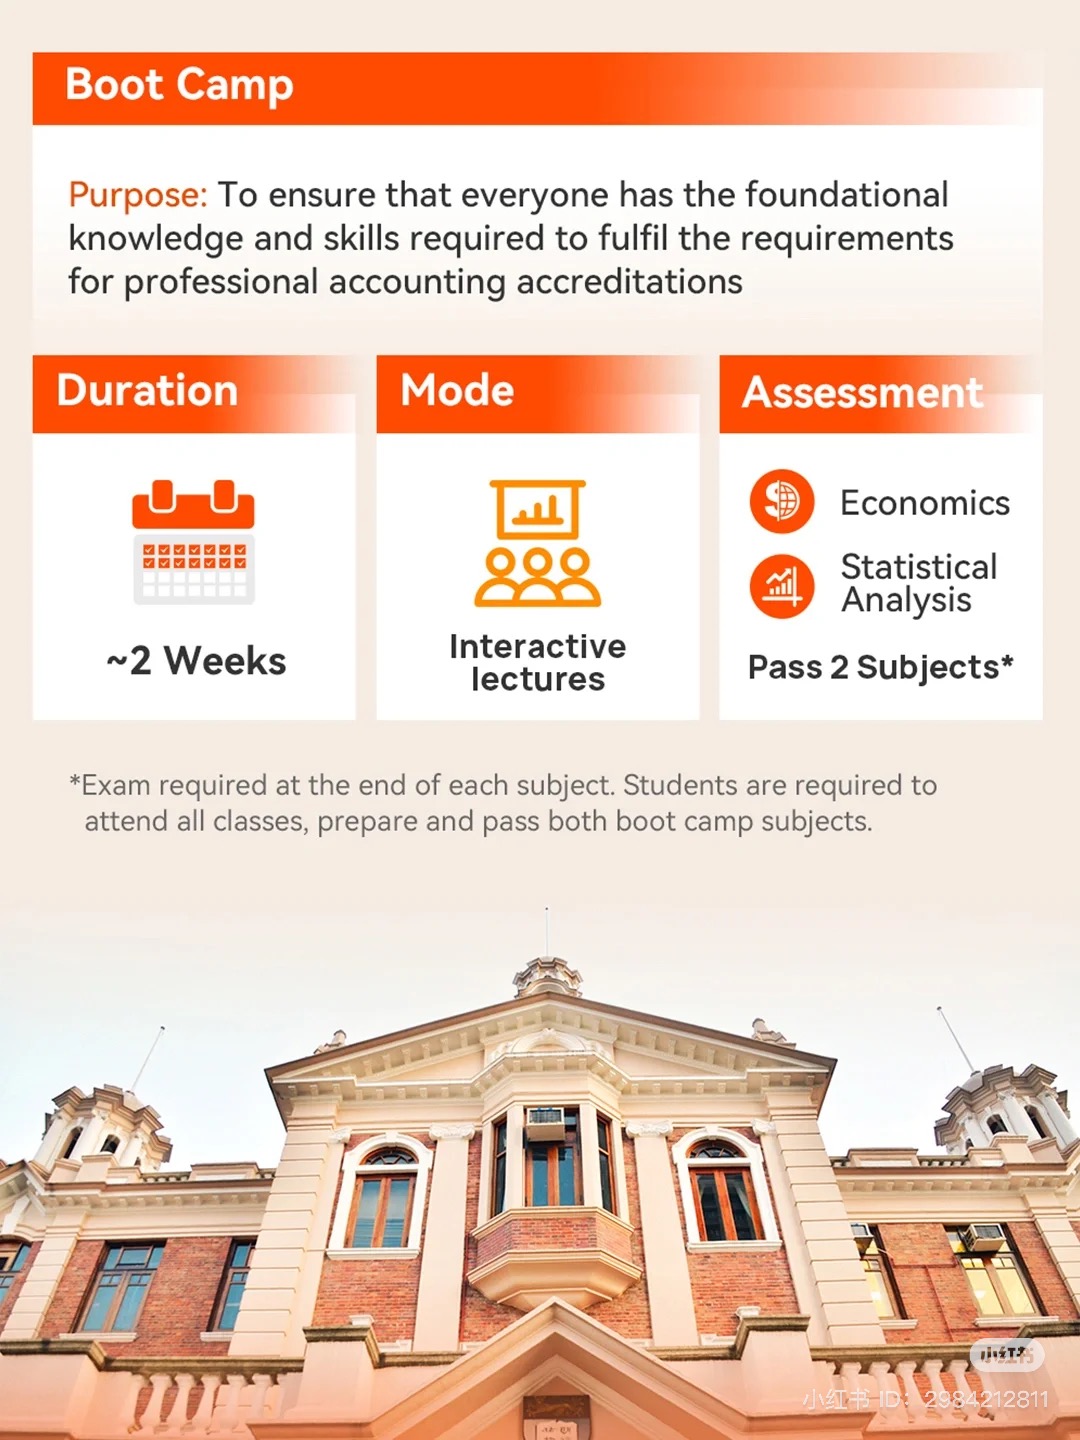 Boot Camp
Purpose: To ensure that everyone has the foundational
knowledge and skills required to fulfil the requirements
for professional accounting accreditations
Duration
~2 Weeks
Mode
Interactive
lectures
Assessment
Economics
Statistical
Analysis
Pass 2 Subjects*
*Exam required at the end of each subject. Students are required to
attend all classes, prepare and pass both boot camp subjects.
小红书
小红书 ID: 2984212811